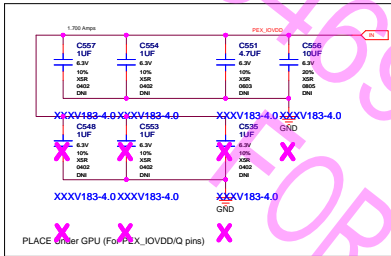 1.700 Amps
PEX_IOVDD
IN
C557
1UF
6.3V
10%
X5R
0402
DNI
C554
1UF
6.3V
10%
X5R
0402
DNI
C551
4.7UF
6.3V
10%
X5R
0603
DNI
C556
10UF
6.3V
20%
X5R
0805
DNI
XXXV183-4.0 XXXV183-4.0 XXXV183-4.0 XXXV183-4.0
GND
C548
1UF
6.3V
10%
X5R
0402
DNI
C553
1UF
6.3V
10%
X5R
0402
DNI
C535
1UF
6.3V
10%
X5R
0402
DNI
XXXV183-4.0 XXXV183-4.0 XXXV183-4.0
GND
PLACE Under GPU (For PEX_IOVDD/Q pins)
FOR